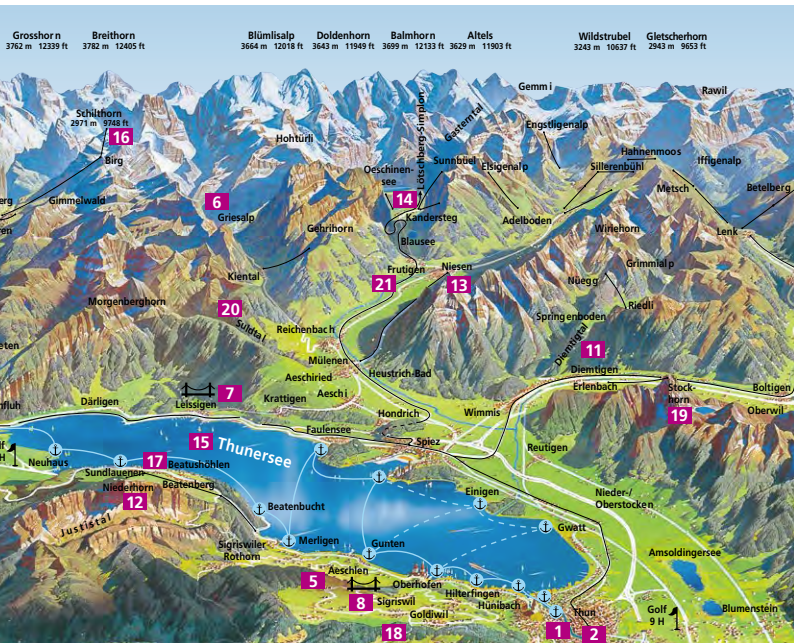 Grosshorn
3762 m 12339 ft
Breithorn
3782 m 12405 ft
Blümlisalp
3664 m 12018 ft
Doldenhorn
3643 m 11949 ft
Balmhorn
3699 m 12133 ft
Altels
3629 m 11903 ft
Wildstrubel
3243 m 10637 ft
Gletscherhorn
2943 m 9653 ft
Gemmi
Rawil
Schilthorn
2971 m 9748 ft
16
Lötschberg-Simplon
Gasterntal
Engstligenalp
Hohtürli
Birg
Oeschinen-
see
Sunnbüel
Elsigenalp
Hahnenmoos
Sillerenbühl
Iffigenalp
Metsch
Betelberg
erg
Gimmelwald
6
Griesalp
14
Kandersteg
Adelboden
ren
Gehrihorn
Blausee
Winehorn
Lenk
Kiental
Frutigen
21
Niesen
13
Grimmialp
Nüegg
Morgenberghorn
20
Suldtal
Riedli
Springenboden
Reichenbach
Diemtigtal
11
eten
Mülenen
Heustrich-Bad
Diemtigen
Aeschiried
Aeschi
Erlenbach
Stock-
horn
19
Boltigen
Oberwil
nfluh
Därligen
7
Leissigen
Krattigen
Hondrich
Wimmis
Faulensee
Spiez
Reutigen
lf
H
15
Thunersee
Neuhaus
17
Beatushöhlen
Sundlauenen
Niederhorn
12
Beatenberg
Justistal
Beatenbucht
Einigen
Nieder-/
Oberstocken
Gwatt
Merligen
Gunten
Sigriswiler
Rothorn
Amsoldingersee
5
Aeschlen
8
Sigriswil
Oberhofen
Hilterfingen
Hünibach
Goldiwil
18
Thun
1
2
Golf
9 H
Blumenstein